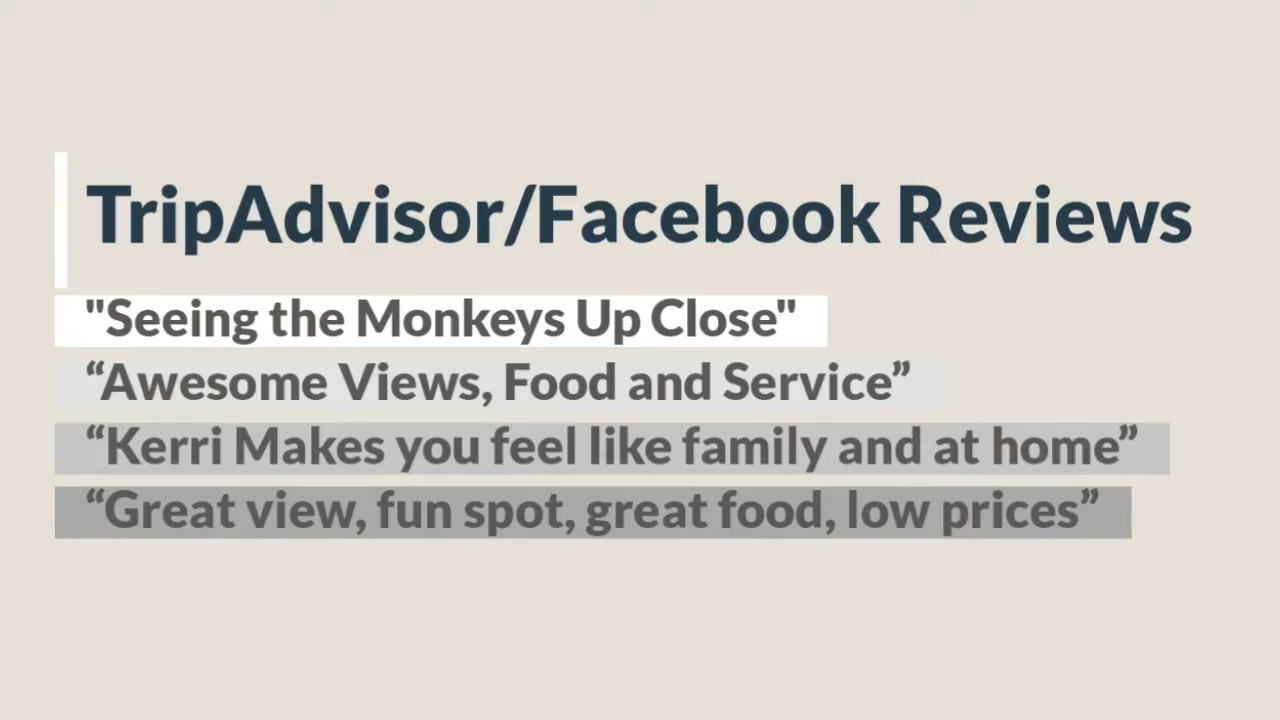 TripAdvisor/Facebook Reviews
"Seeing the Monkeys Up Close"
“Awesome Views, Food and Service”
“Kerri Makes you feel like family and at home”
“Great view, fun spot, great food, low prices”